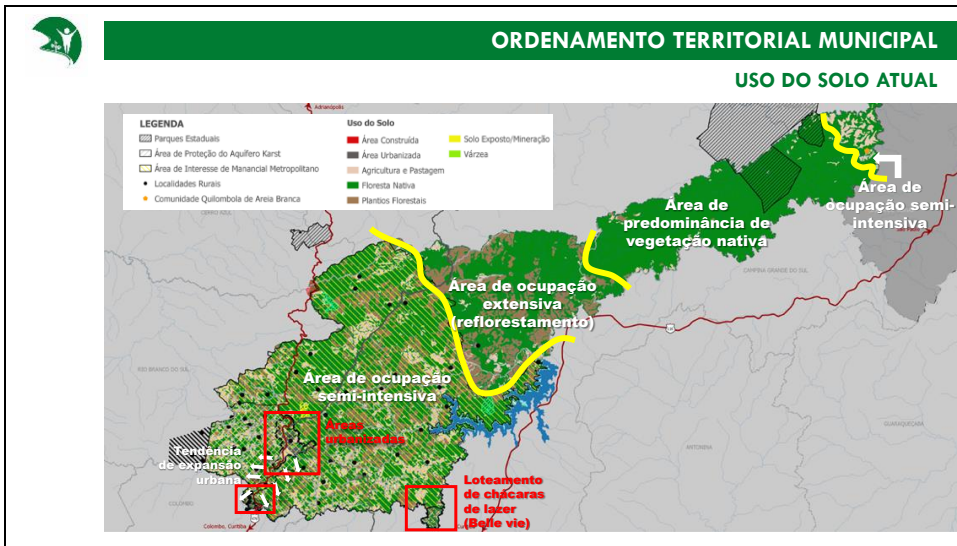 ORDENAMENTO TERRITORIAL MUNICIPAL
USO DO SOLO ATUAL
Adrianópolis
LEGENDA
Parques Estaduais
Área de Proteção do Aquífero Karst
Área de Interesse de Manancial Metropolitano
Localidades Rurais
Comunidade Quilombola de Areia Branca
Uso do Solo
Área Construída
Área Urbanizada
Agricultura e Pastagem
Floresta Nativa
Plantios Florestais
Solo Exposto/Mineração
Várzea
Área de
ocupação semi-
intensiva
Área de
predominância de
vegetação nativa
CAMPINA GRANDE DO SUL
Área de ocupação
extensiva
(reflorestamento)
RIO BRANCO DO SUL
Área de ocupação
semi-intensiva
Áreas
urbanizadas
GUARAQUEÇABA
ANTONINA
Tendência
de expansão
urbana
COLOMBO
Loteamento
de chácaras
de lazer
(Belle vie)
Colombo, Curitiba